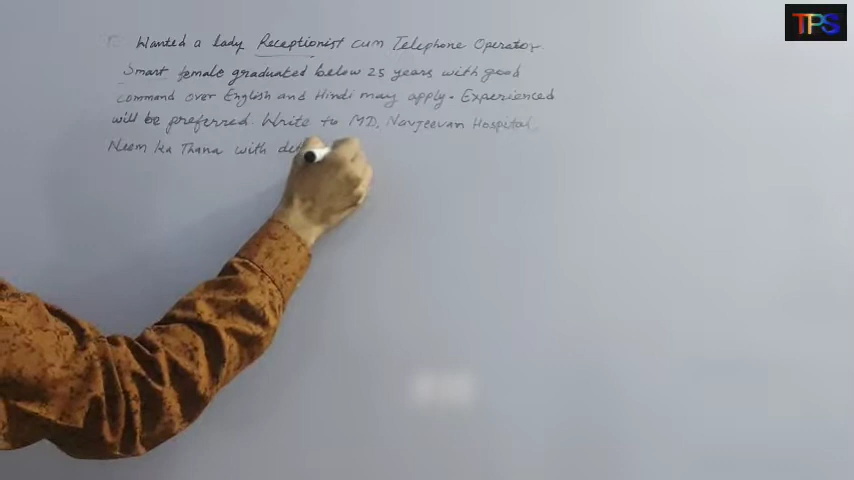 TPS
Wanted a lady Receptionist cum Telephone Operator.
Smart female graduated below 25 years with good
command over English and Hindi may apply. Experienced
will be preferred. Write to MD, Navjeevan Hospital,
Neem ka Thana with